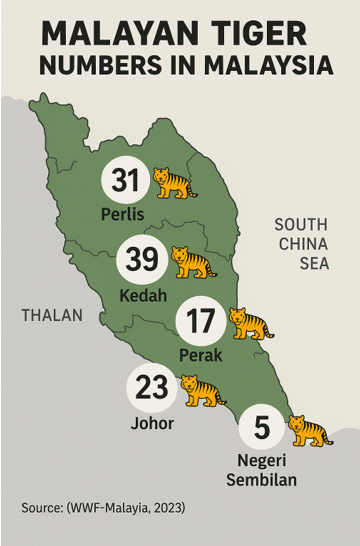 MALAYAN TIGER
NUMBERS IN MALAYSIA
31
Perlis
SOUTH
CHINA
SEA
39
Kedah
THALAN
17
Perak
23
Johor
5
Negeri
Sembilan
Source: (WWF-Malayia, 2023)